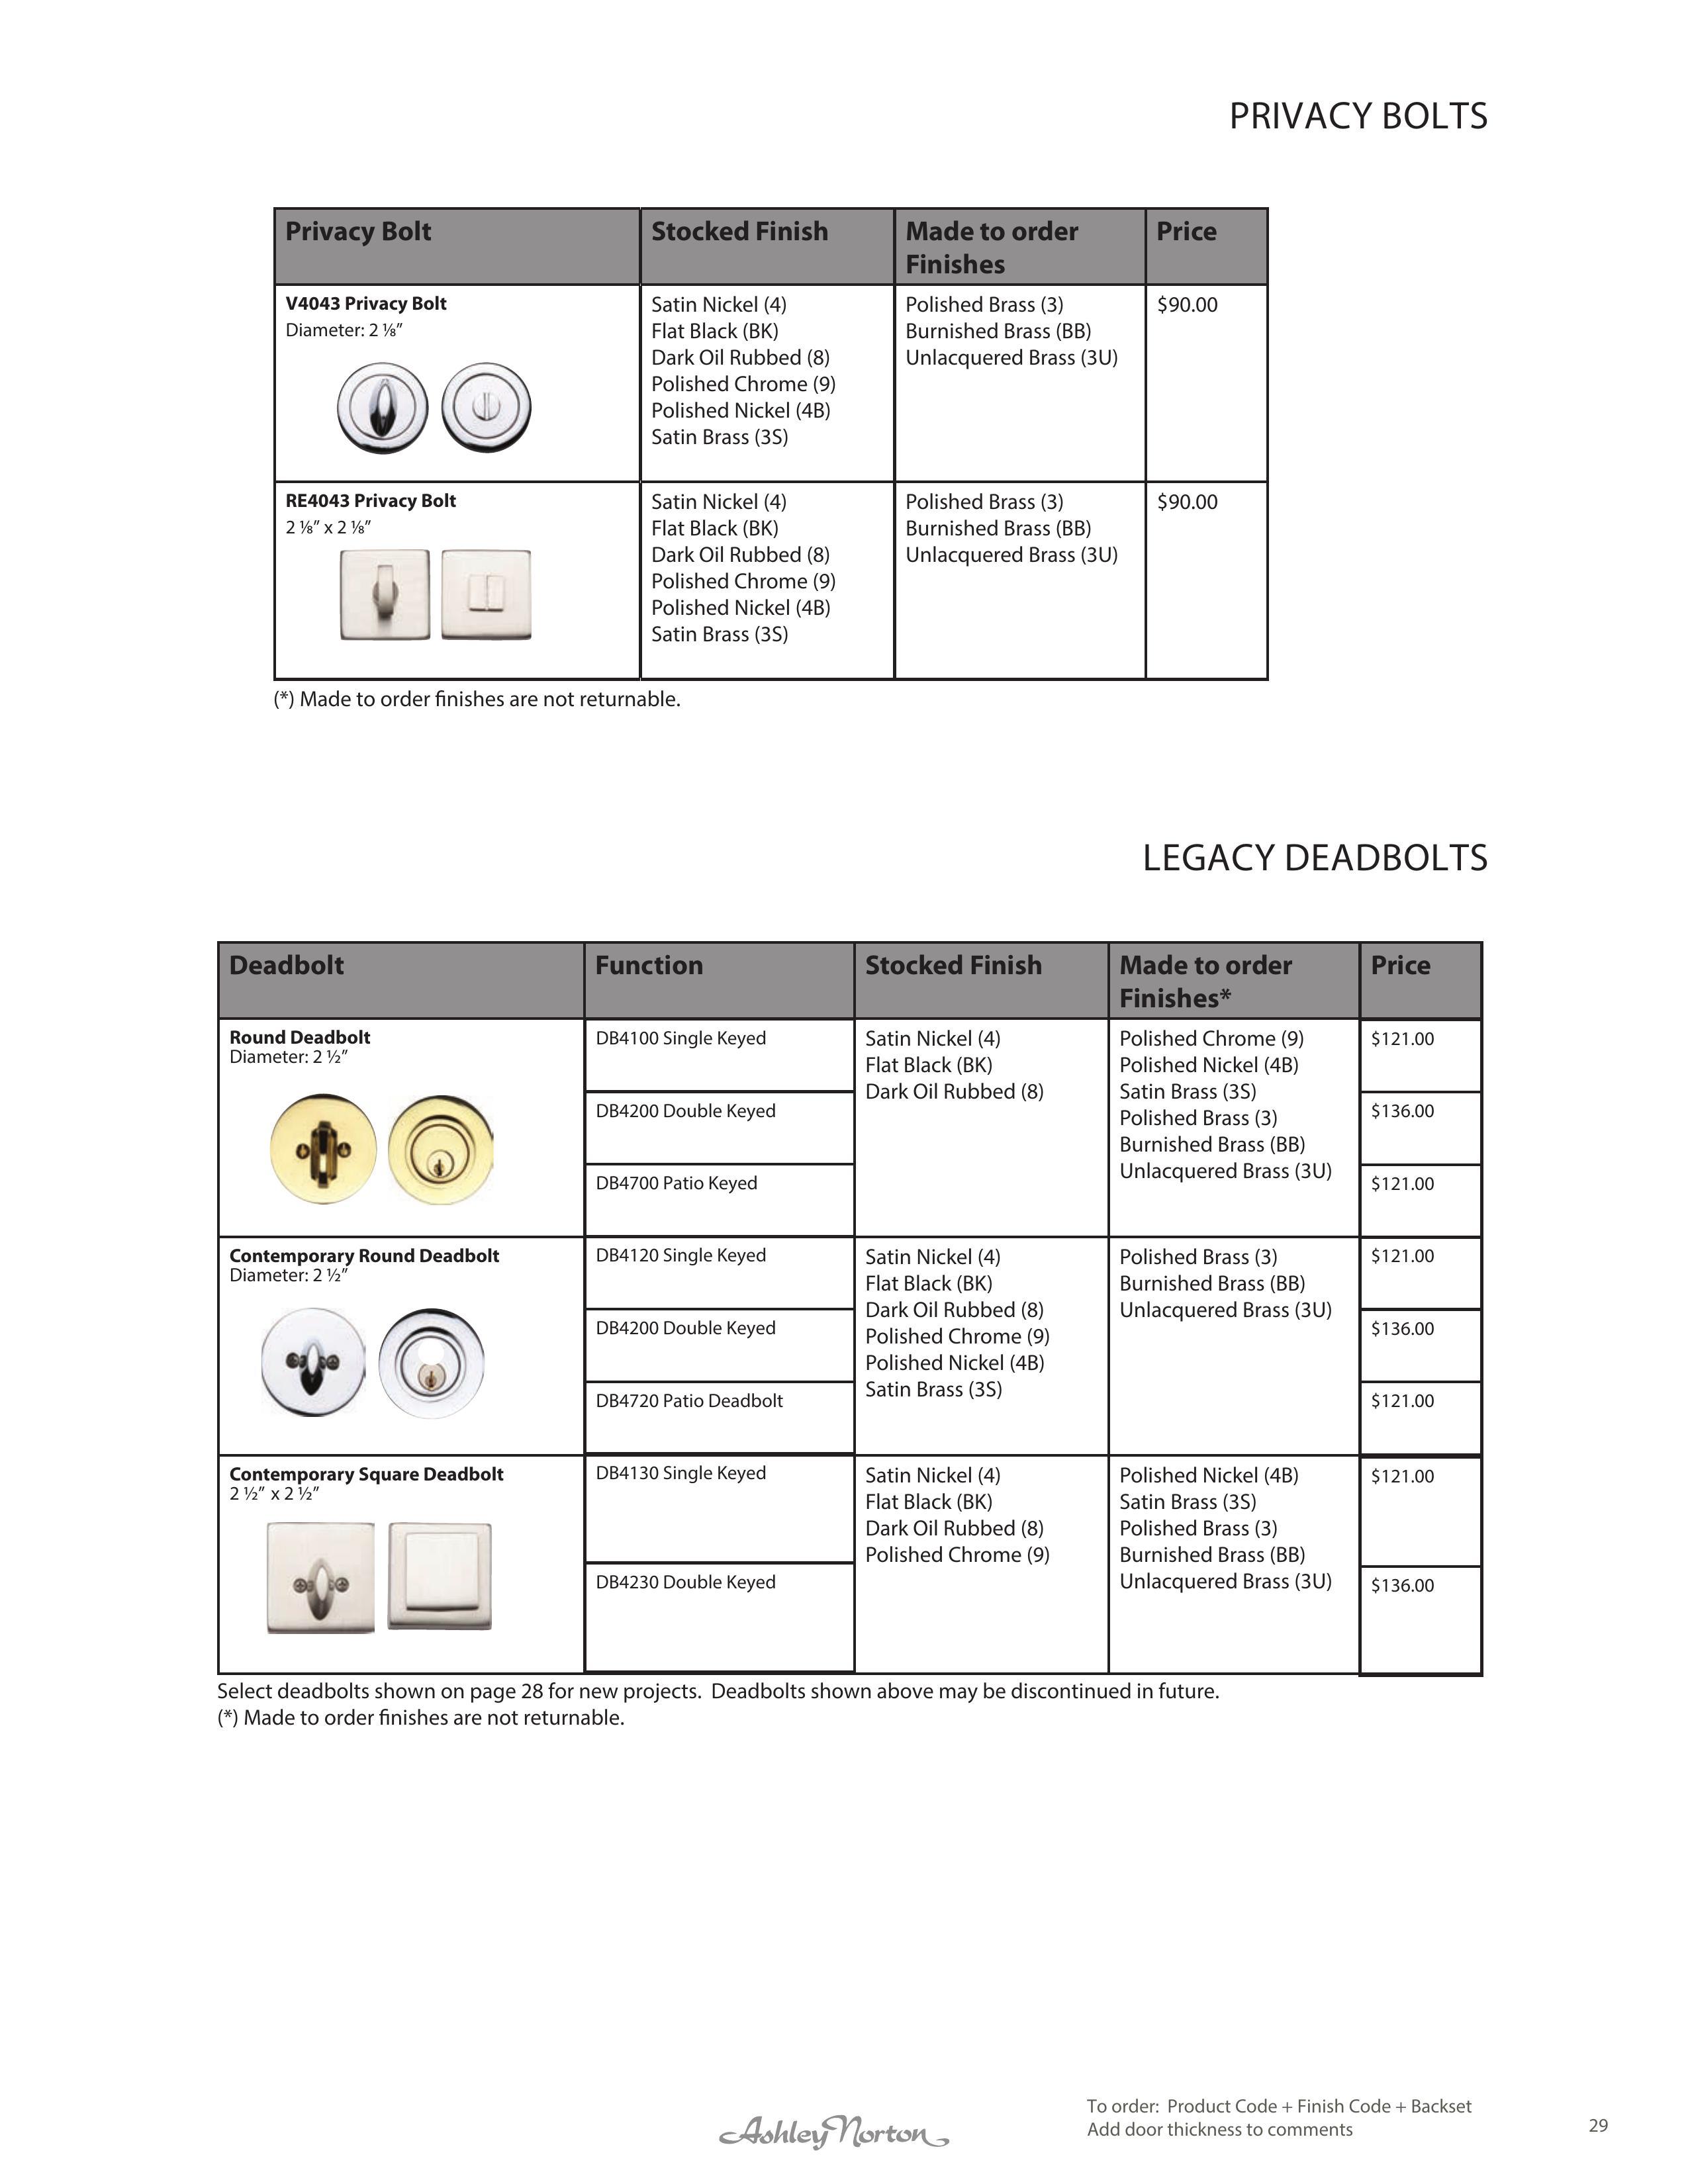 PRIVACY BOLTS
Privacy Bolt
Stocked Finish
Made to order
Finishes
Price
V4043 Privacy Bolt
Diameter: 2 ⅛”
Satin Nickel (4)
Flat Black (BK)
Dark Oil Rubbed (8)
Polished Chrome (9)
Polished Nickel (4B)
Satin Brass (3S)
Polished Brass (3)
Burnished Brass (BB)
Unlacquered Brass (3U)
$90.00
RE4043 Privacy Bolt
2 ⅛” x 2 ⅛”
Satin Nickel (4)
Flat Black (BK)
Dark Oil Rubbed (8)
Polished Chrome (9)
Polished Nickel (4B)
Satin Brass (3S)
Polished Brass (3)
Burnished Brass (BB)
Unlacquered Brass (3U)
$90.00
(*) Made to order finishes are not returnable.
LEGACY DEADBOLTS
Deadbolt
Function
Stocked Finish
Made to order
Finishes*
Price
Round Deadbolt
Diameter: 2 ½”
DB4100 Single Keyed
DB4200 Double Keyed
DB4700 Patio Keyed
Satin Nickel (4)
Flat Black (BK)
Dark Oil Rubbed (8)
Polished Chrome (9)
Polished Nickel (4B)
Satin Brass (3S)
Polished Brass (3)
Burnished Brass (BB)
Unlacquered Brass (3U)
$121.00
$136.00
$121.00
Contemporary Round Deadbolt
Diameter: 2 ½”
DB4120 Single Keyed
DB4200 Double Keyed
DB4720 Patio Deadbolt
Satin Nickel (4)
Flat Black (BK)
Dark Oil Rubbed (8)
Polished Chrome (9)
Polished Nickel (4B)
Satin Brass (3S)
Polished Brass (3)
Burnished Brass (BB)
Unlacquered Brass (3U)
$121.00
$136.00
$121.00
Contemporary Square Deadbolt
2 ½” x 2 ½”
DB4130 Single Keyed
DB4230 Double Keyed
Satin Nickel (4)
Flat Black (BK)
Dark Oil Rubbed (8)
Polished Chrome (9)
Polished Nickel (4B)
Satin Brass (3S)
Polished Brass (3)
Burnished Brass (BB)
Unlacquered Brass (3U)
$121.00
$136.00
Select deadbolts shown on page 28 for new projects.  Deadbolts shown above may be discontinued in future.
(*) Made to order finishes are not returnable.
Ashley Norton
To order:  Product Code + Finish Code + Backset
Add door thickness to comments
29